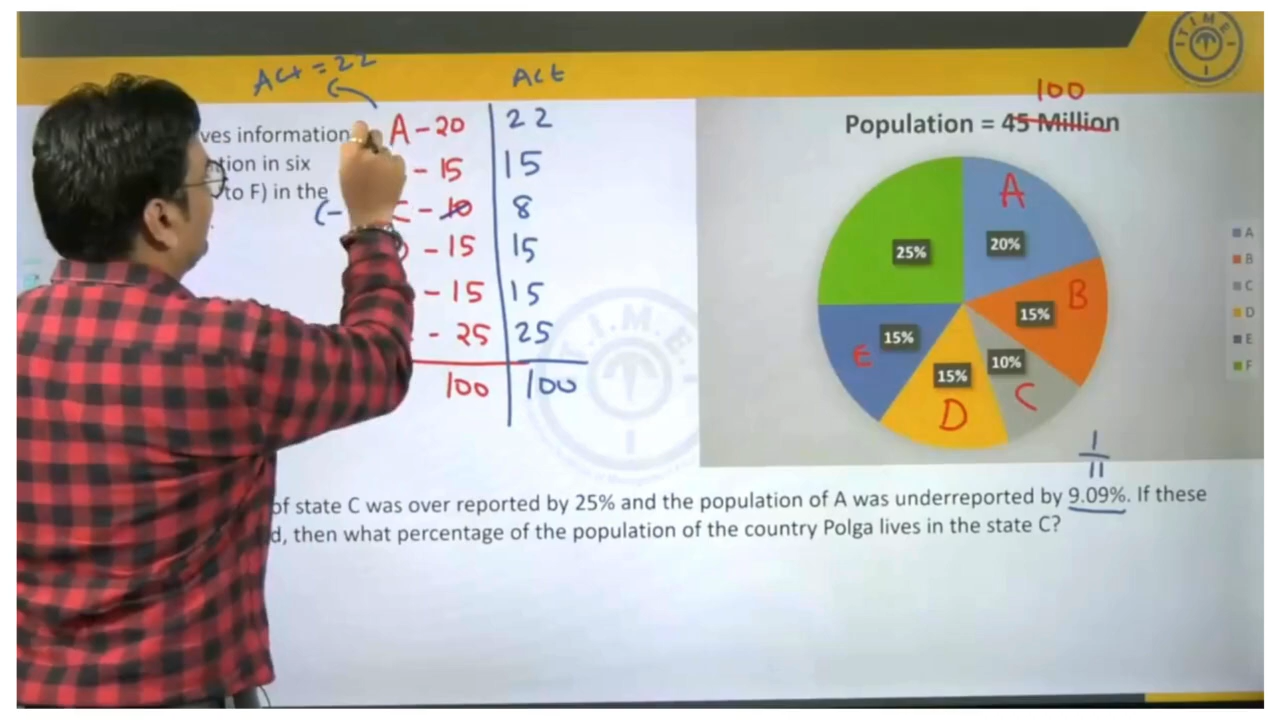 T.I.M.E.
Act = 22
Act
100
ves information
A - 20
22
Population = 45 Million
tion in six
- 15
15
to F) in the
(-
- 10
8
- 15
15
- 15
15
- 25
25
100
100
A
20%
B
15%
C
10%
D
15%
E
15%
25%
A
B
C
D
E
F
T.I.M.E.
1
11
of state C was over reported by 25% and the population of A was underreported by 9.09%. If these
d, then what percentage of the population of the country Polga lives in the state C?